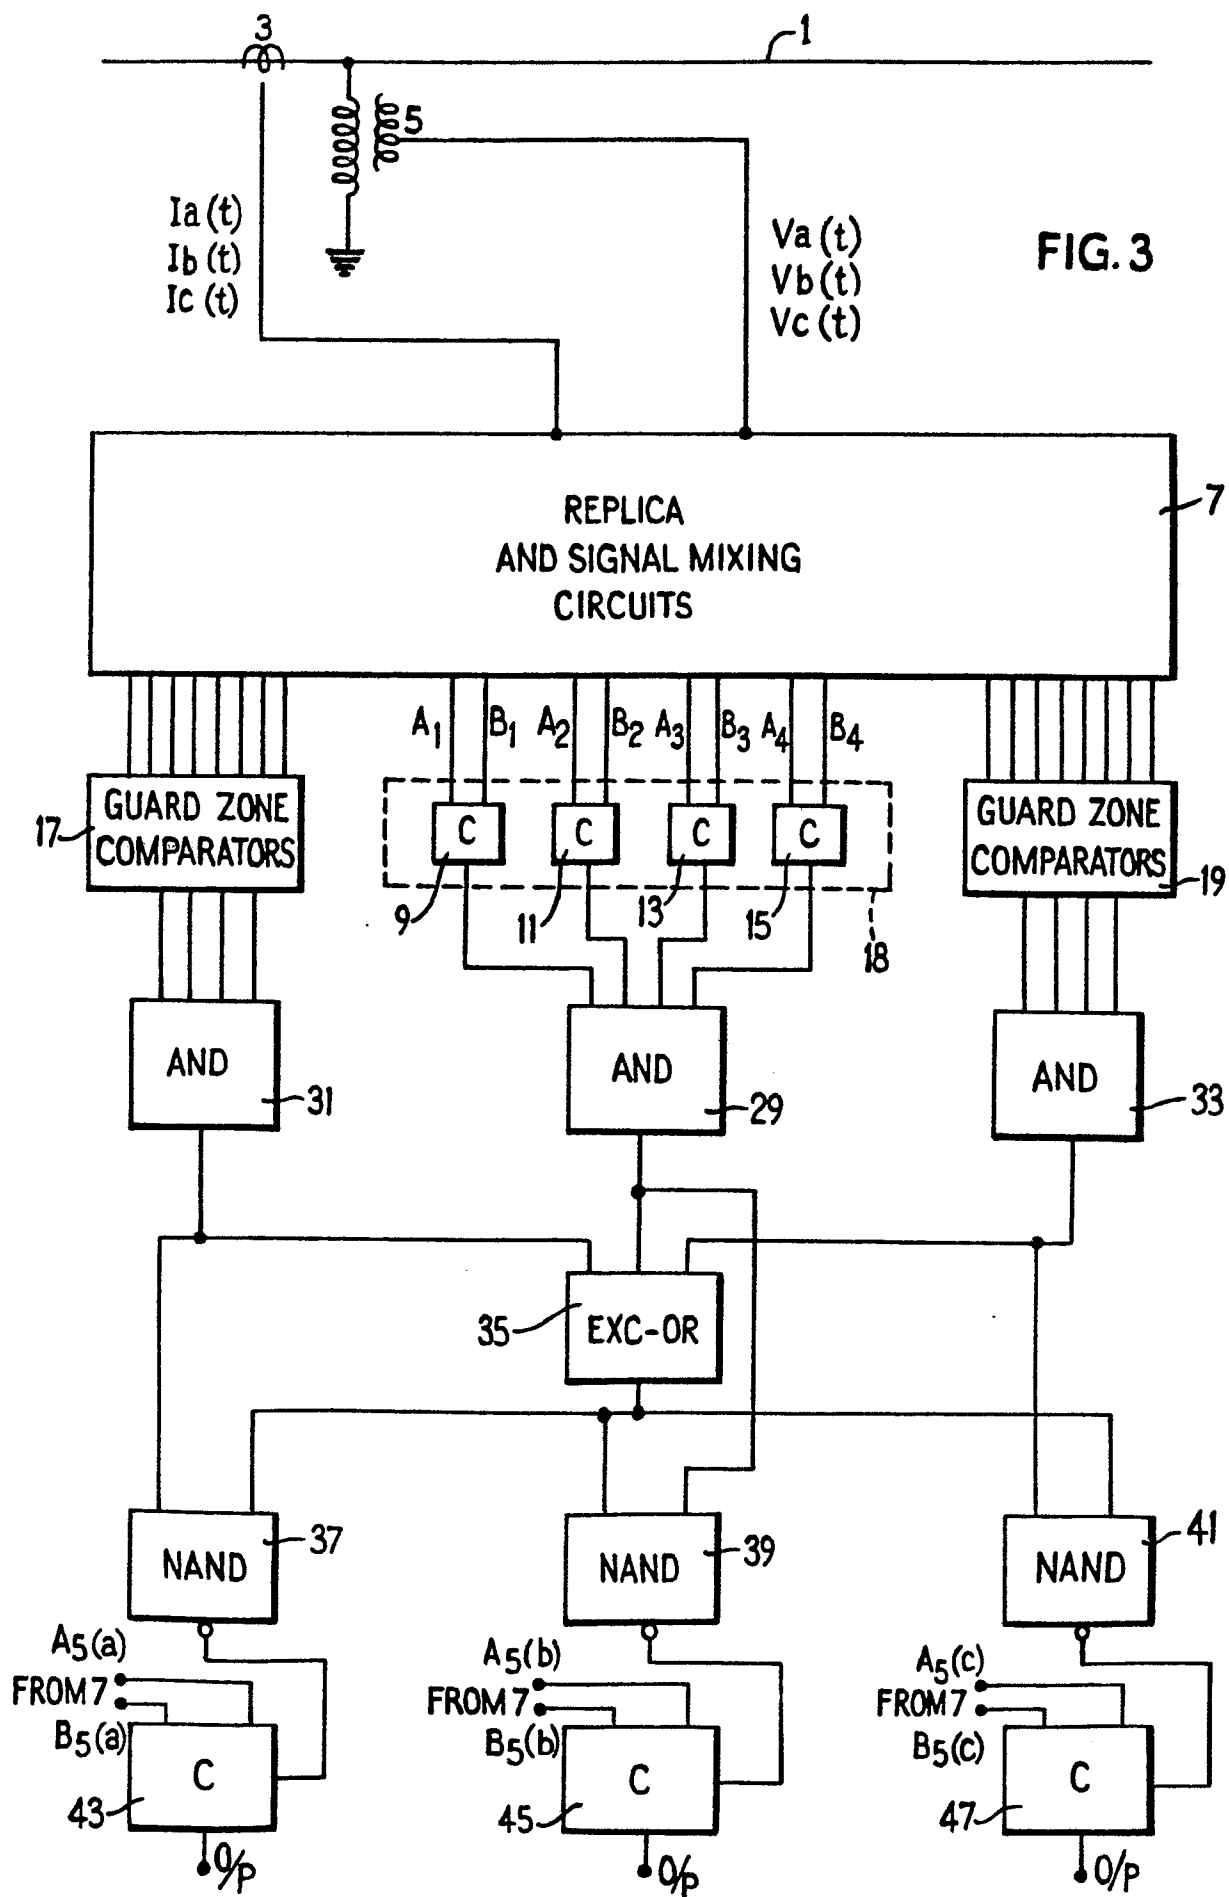 3
1
5
Ia (t)
Ib (t)
Ic (t)
Va (t)
Vb (t)
Vc (t)
FIG. 3
REPLICA
AND SIGNAL MIXING
CIRCUITS
7
A1 B1 A2 B2 A3 B3 A4 B4
GUARD ZONE
COMPARATORS
17
C C C C
9 11 13 15
18
GUARD ZONE
COMPARATORS
19
AND
31
AND
29
AND
33
35
EXC-OR
NAND
37
NAND
39
NAND
41
A5(a)
FROM 7
B5(a)
C
43
O/P
A5(b)
FROM 7
B5(b)
C
45
O/P
A5(c)
FROM 7
B5(c)
C
47
O/P